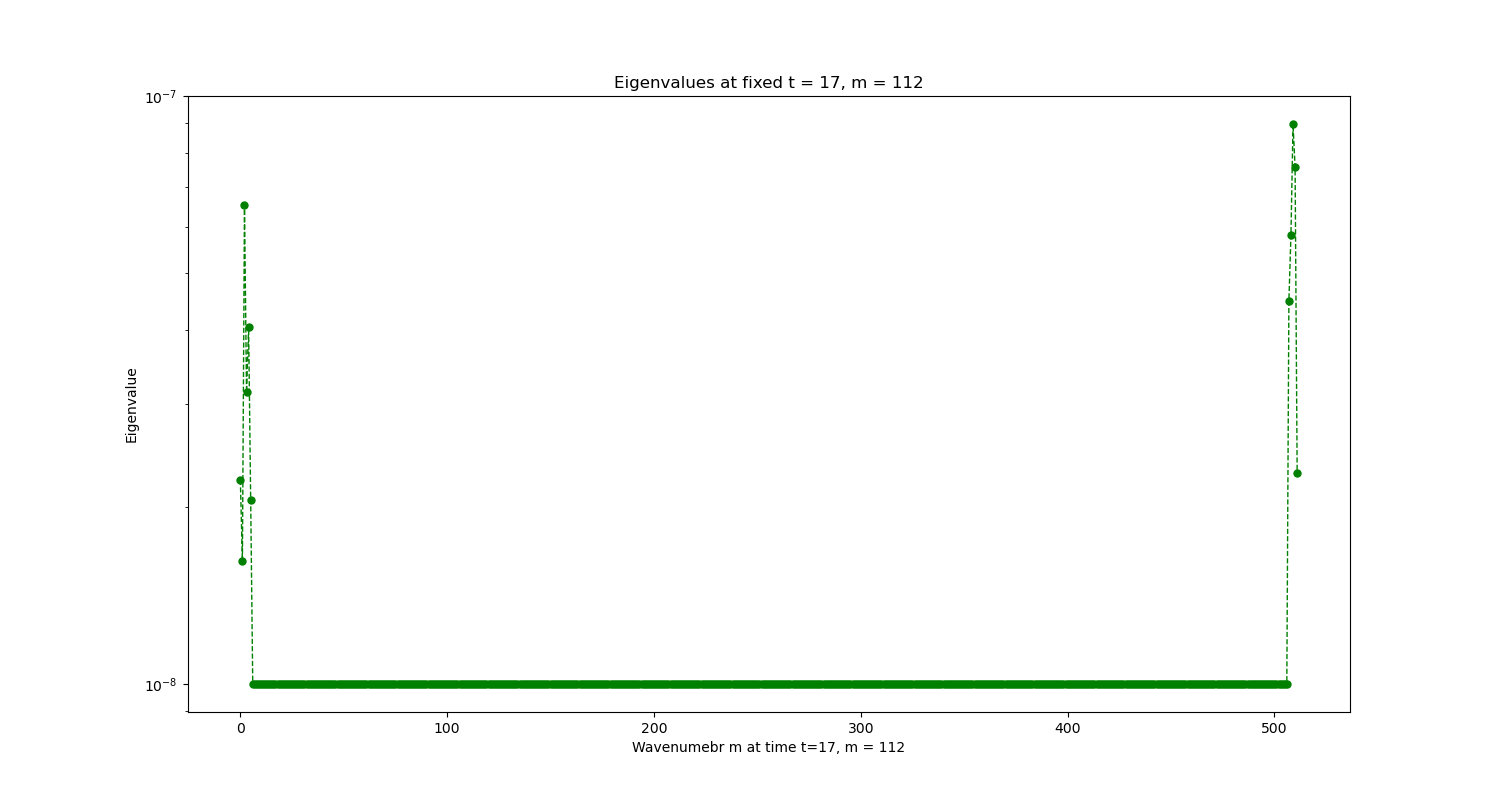 Eigenvalues at fixed t = 17, m = 112
10⁻⁷
10⁻⁸
Eigenvalue
0 100 200 300 400 500
Wavenumebr m at time t=17, m = 112